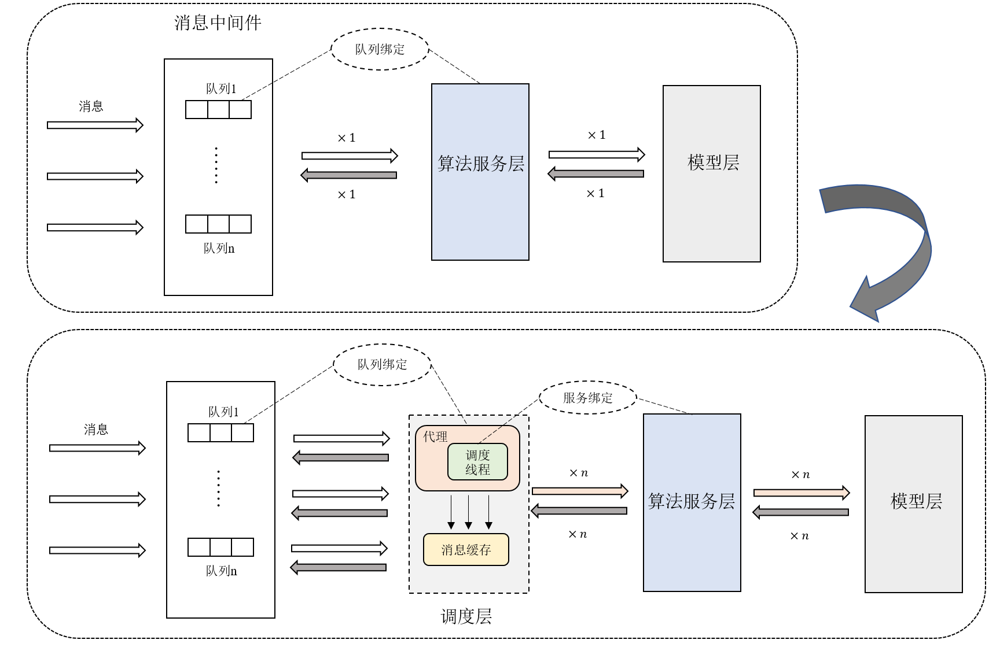 消息中间件
队列绑定
队列1
消息
× 1
× 1
算法服务层
模型层
× 1
× 1
队列n
队列绑定
服务绑定
队列1
消息
代理
调度
线程
× n
× n
算法服务层
模型层
× n
× n
消息缓存
队列n
调度层